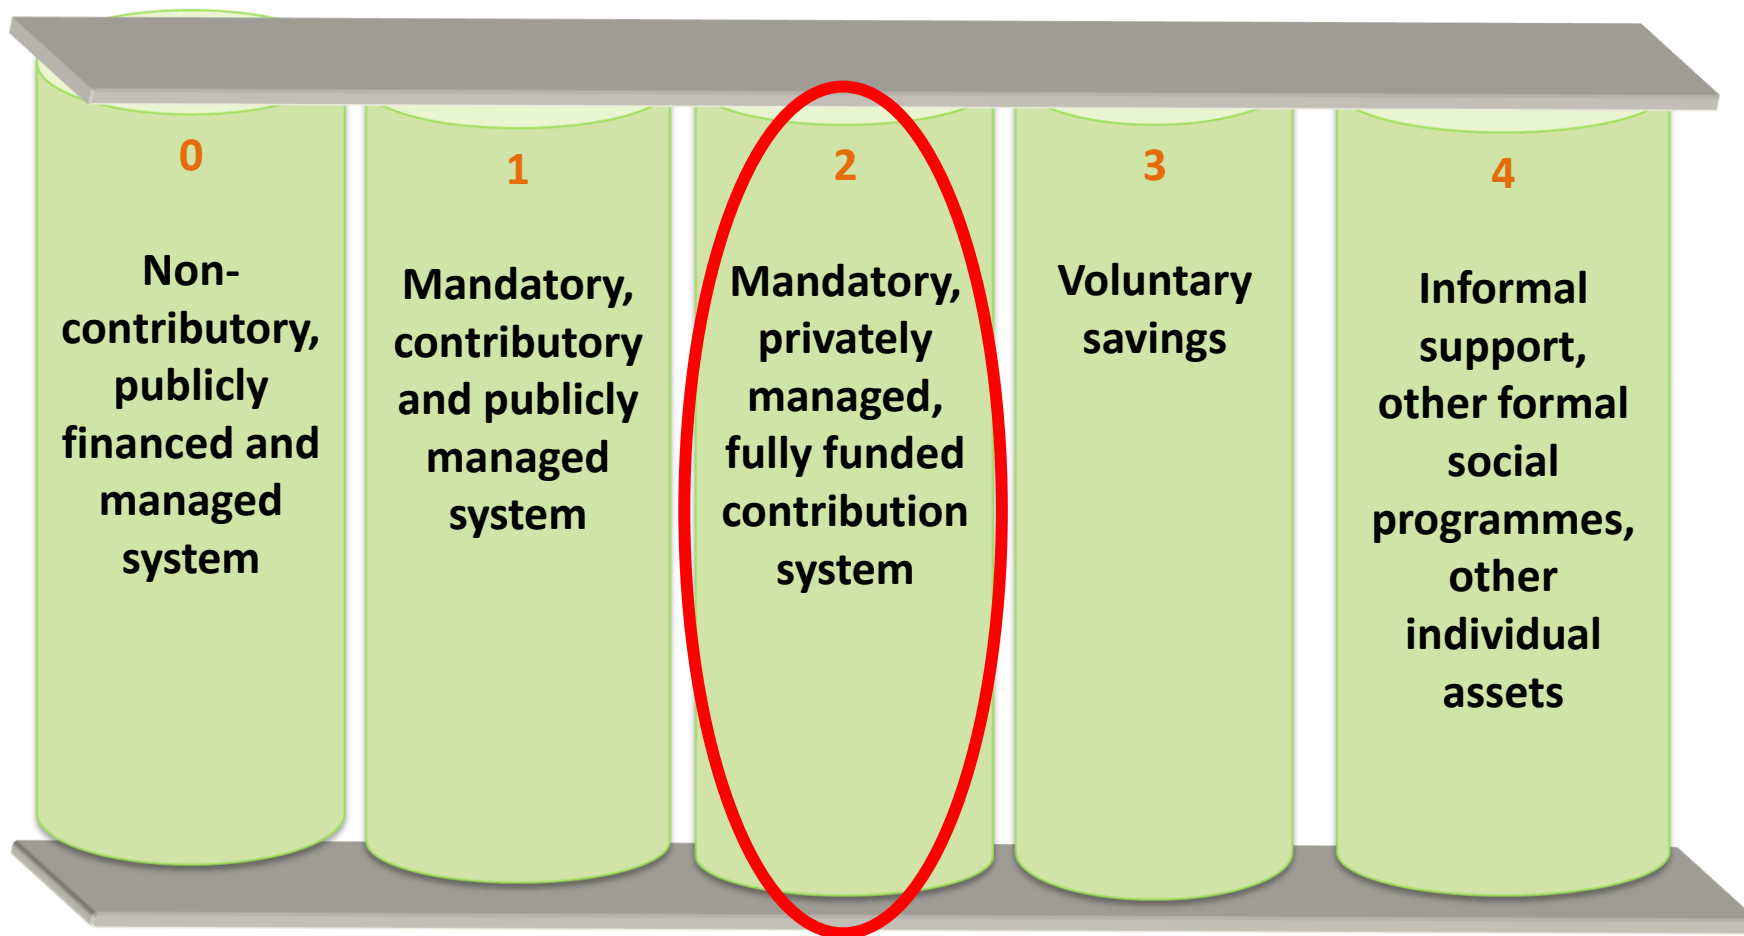 0
Non-
contributory,
publicly
financed and
managed
system
1
Mandatory,
contributory
and publicly
managed
system
2
Mandatory,
privately
managed,
fully funded
contribution
system
3
Voluntary
savings
4
Informal
support,
other formal
social
programmes,
other
individual
assets